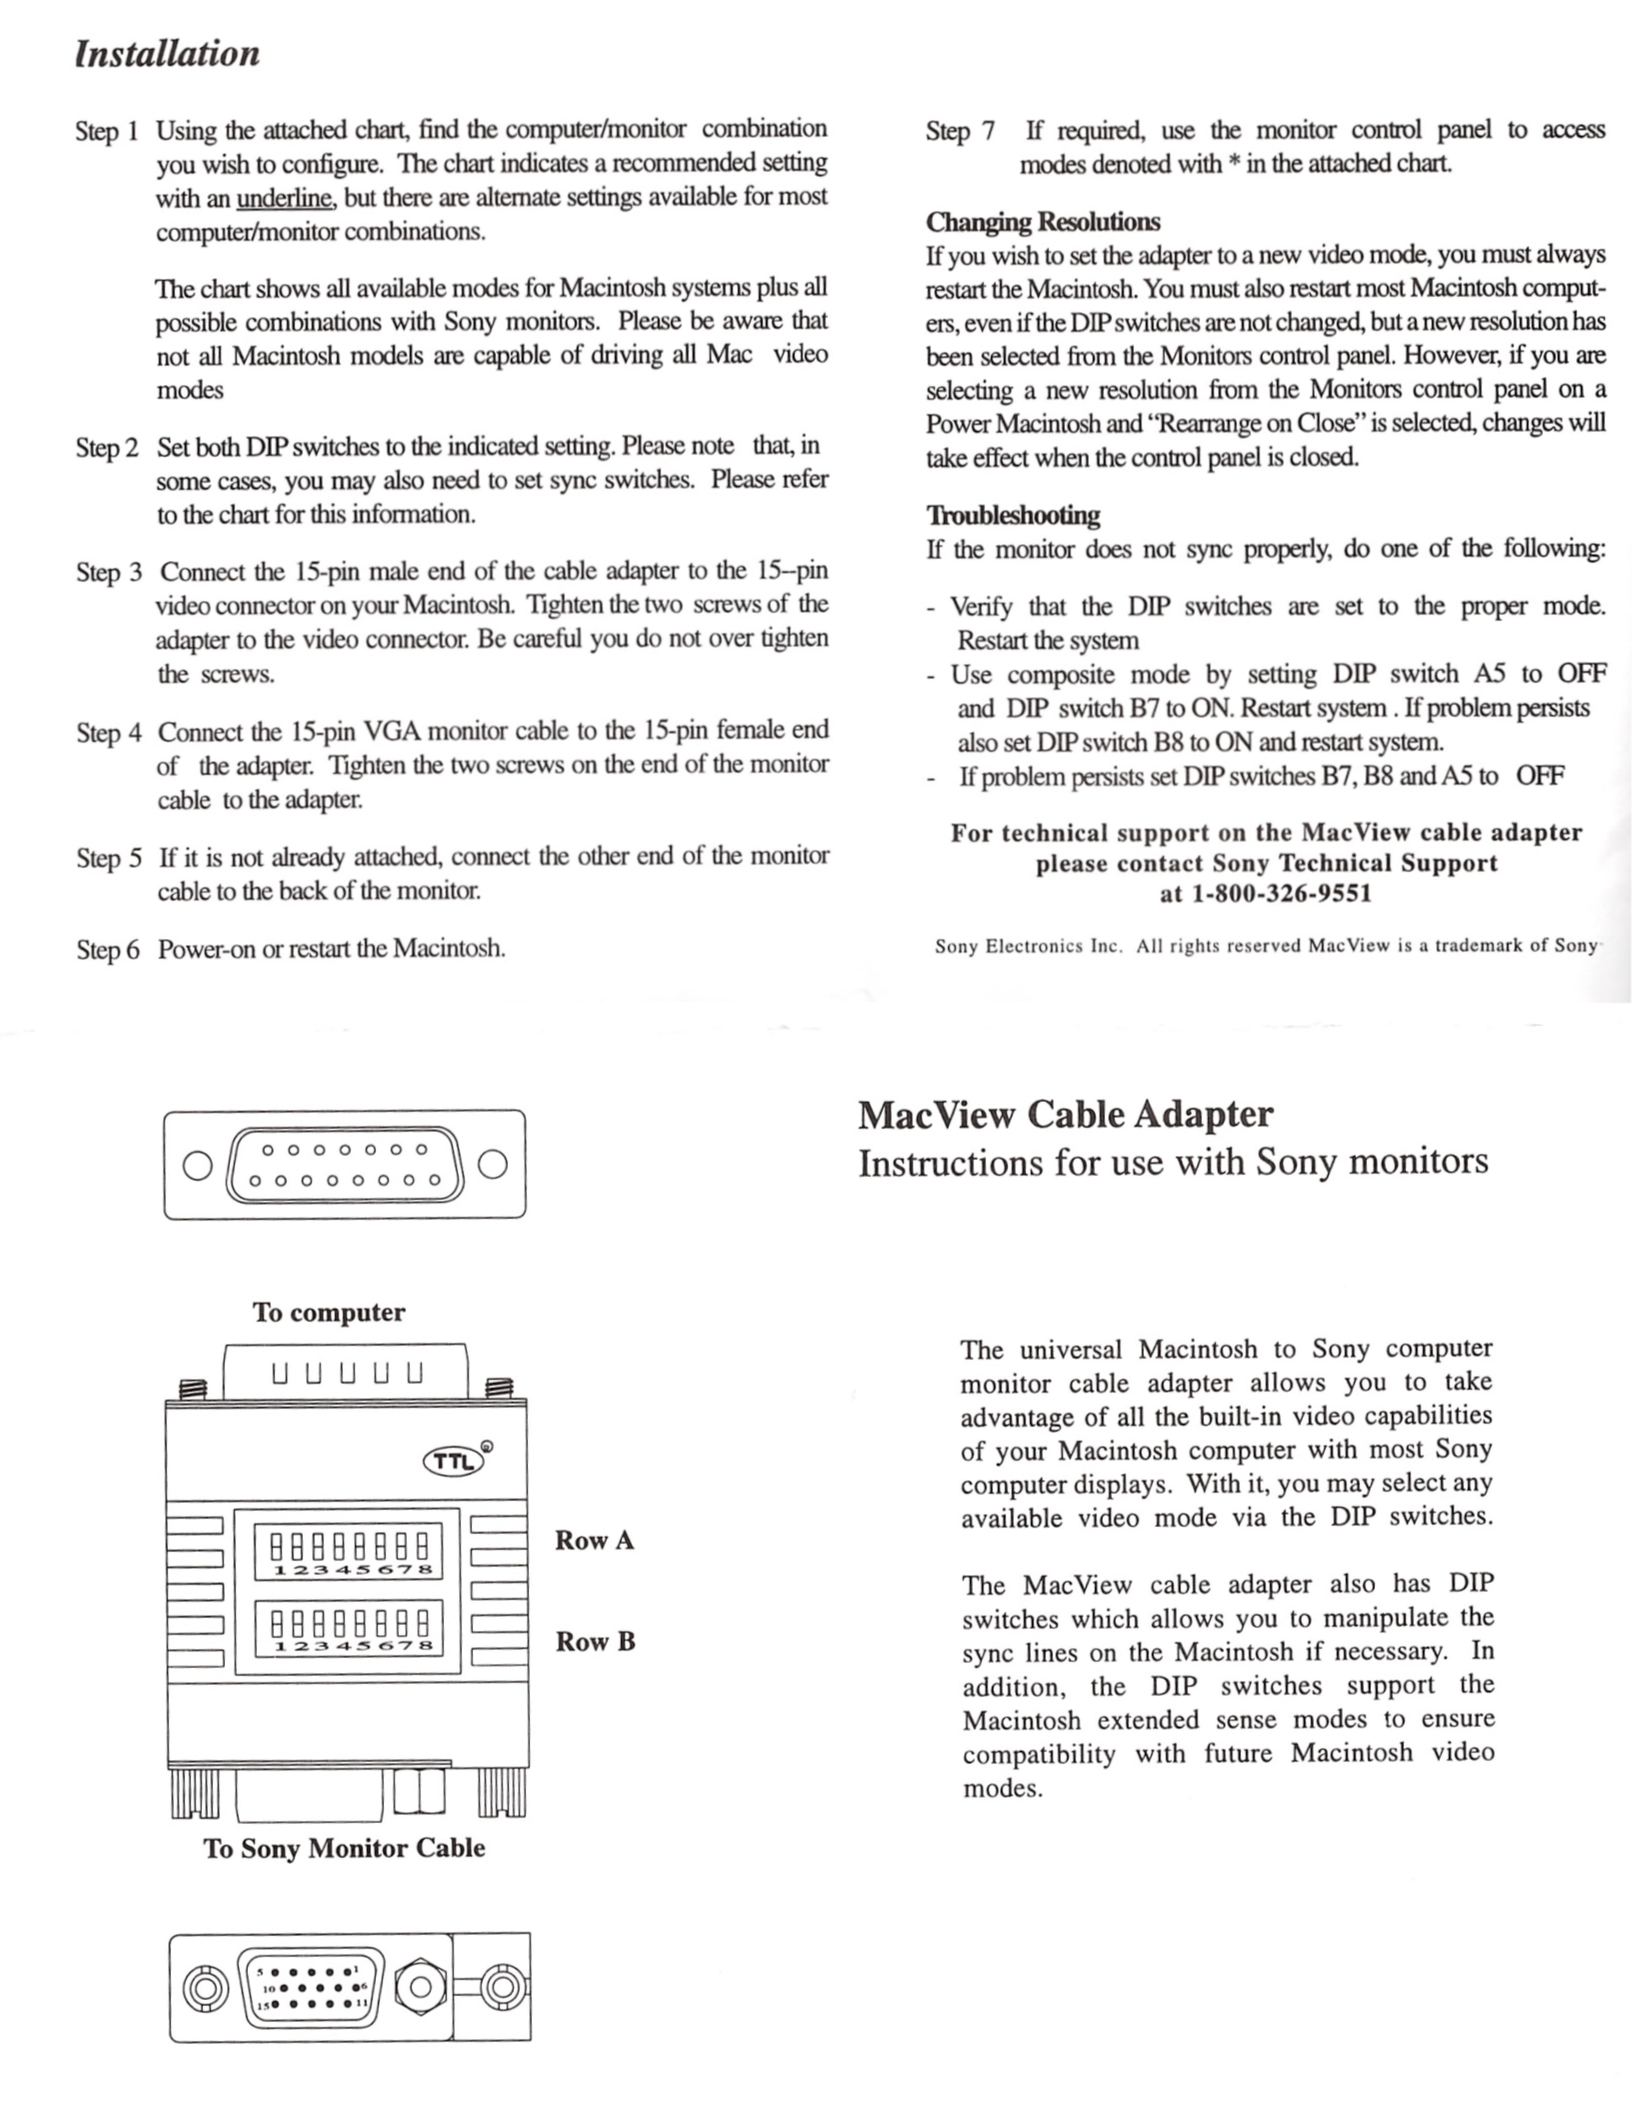 Installation
Step 1 Using the attached chart, find the computer/monitor combination
you wish to configure. The chart indicates a recommended setting
with an underline, but there are alternate settings available for most
computer/monitor combinations.
The chart shows all available modes for Macintosh systems plus all
possible combinations with Sony monitors. Please be aware that
not all Macintosh models are capable of driving all Mac video
modes
Step 2 Set both DIP switches to the indicated setting. Please note that, in
some cases, you may also need to set sync switches. Please refer
to the chart for this information.
Step 3 Connect the 15-pin male end of the cable adapter to the 15--pin
video connector on your Macintosh. Tighten the two screws of the
adapter to the video connector. Be careful you do not over tighten
the screws.
Step 4 Connect the 15-pin VGA monitor cable to the 15-pin female end
of the adapter. Tighten the two screws on the end of the monitor
cable to the adapter.
Step 5 If it is not already attached, connect the other end of the monitor
cable to the back of the monitor.
Step 6 Power-on or restart the Macintosh.
Step 7 If required, use the monitor control panel to access
modes denoted with * in the attached chart.
Changing Resolutions
If you wish to set the adapter to a new video mode, you must always
restart the Macintosh. You must also restart most Macintosh comput-
ers, even if the DIP switches are not changed, but a new resolution has
been selected from the Monitors control panel. However, if you are
selecting a new resolution from the Monitors control panel on a
Power Macintosh and “Rearrange on Close” is selected, changes will
take effect when the control panel is closed.
Troubleshooting
If the monitor does not sync properly, do one of the following:
- Verify that the DIP switches are set to the proper mode.
Restart the system
- Use composite mode by setting DIP switch A5 to OFF
and DIP switch B7 to ON. Restart system . If problem persists
also set DIP switch B8 to ON and restart system.
- If problem persists set DIP switches B7, B8 and A5 to OFF
For technical support on the MacView cable adapter
please contact Sony Technical Support
at 1-800-326-9551
Sony Electronics Inc. All rights reserved MacView is a trademark of Sony
To computer
TTL®
1 2 3 4 5 6 7 8
Row A
1 2 3 4 5 6 7 8
Row B
To Sony Monitor Cable
5 1
10 6
15 11
MacView Cable Adapter
Instructions for use with Sony monitors
The universal Macintosh to Sony computer
monitor cable adapter allows you to take
advantage of all the built-in video capabilities
of your Macintosh computer with most Sony
computer displays. With it, you may select any
available video mode via the DIP switches.
The MacView cable adapter also has DIP
switches which allows you to manipulate the
sync lines on the Macintosh if necessary. In
addition, the DIP switches support the
Macintosh extended sense modes to ensure
compatibility with future Macintosh video
modes.